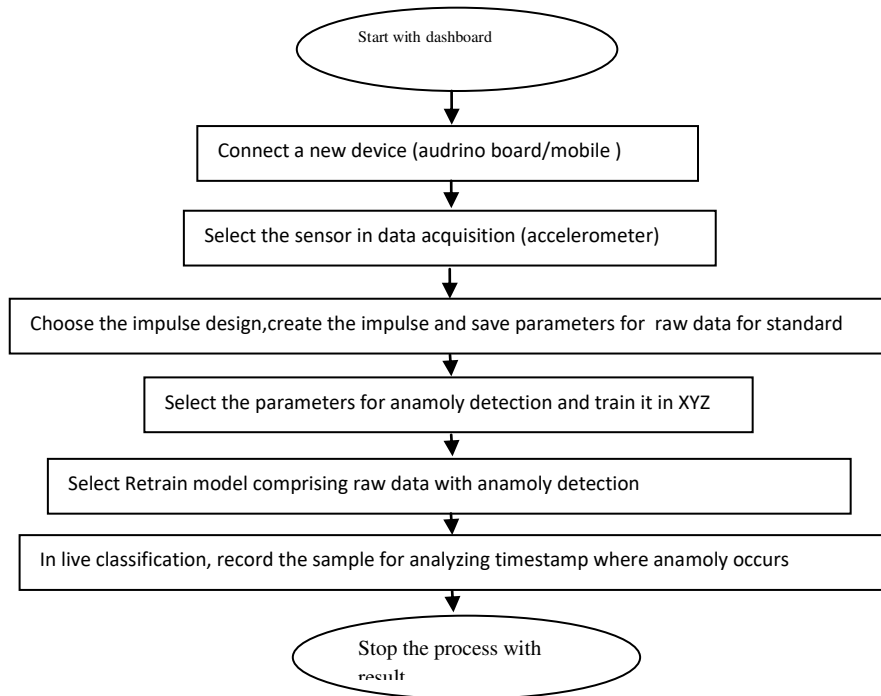 Start with dashboard
Connect a new device (audrino board/mobile )
Select the sensor in data acquisition (accelerometer)
Choose the impulse design,create the impulse and save parameters for raw data for standard
Select the parameters for anamoly detection and train it in XYZ
Select Retrain model comprising raw data with anamoly detection
In live classification, record the sample for analyzing timestamp where anamoly occurs
Stop the process with
result